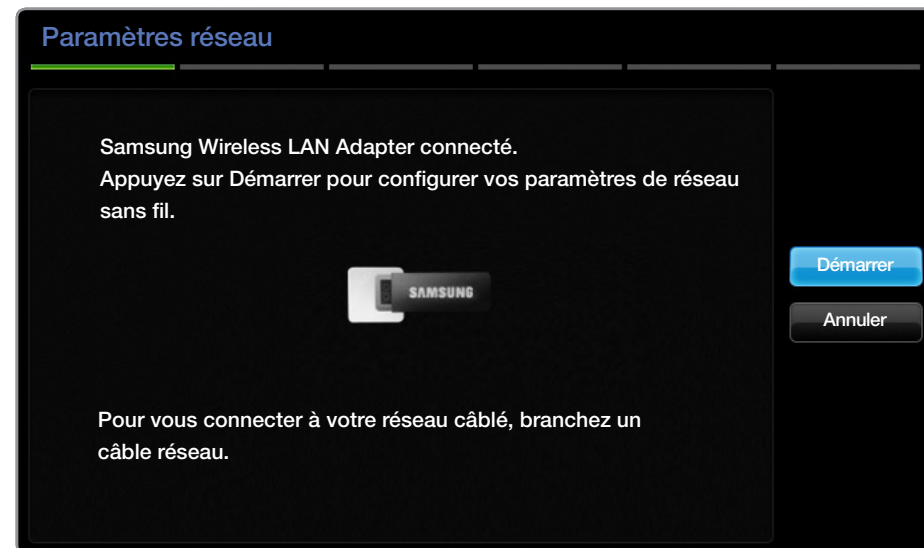 Paramètres réseau
Samsung Wireless LAN Adapter connecté.
Appuyez sur Démarrer pour configurer vos paramètres de réseau
sans fil.
SAMSUNG
Démarrer
Annuler
Pour vous connecter à votre réseau câblé, branchez un
câble réseau.